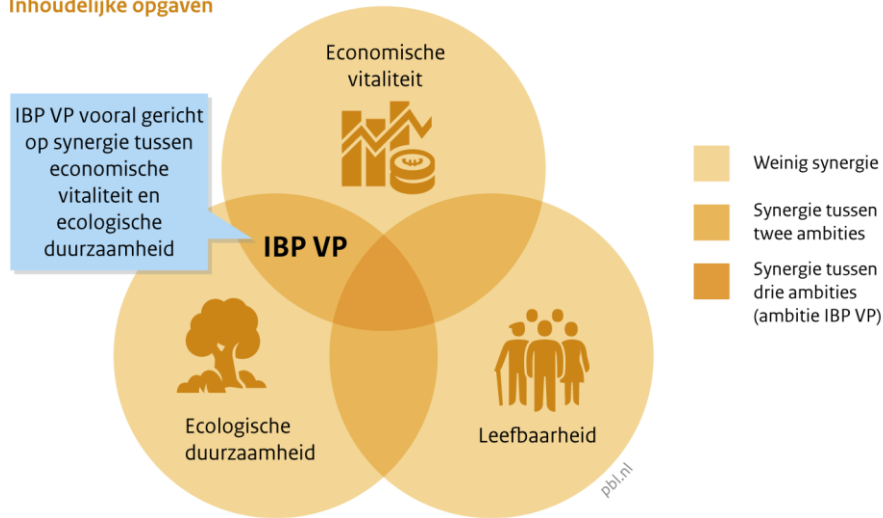 Inhoudelijke opgaven
Economische
vitaliteit
IBP VP vooral gericht
op synergie tussen
economische
vitaliteit en
ecologische
duurzaamheid
IBP VP
Ecologische
duurzaamheid
Leefbaarheid
pbl.nl
Weinig synergie
Synergie tussen
twee ambities
Synergie tussen
drie ambities
(ambitie IBP VP)